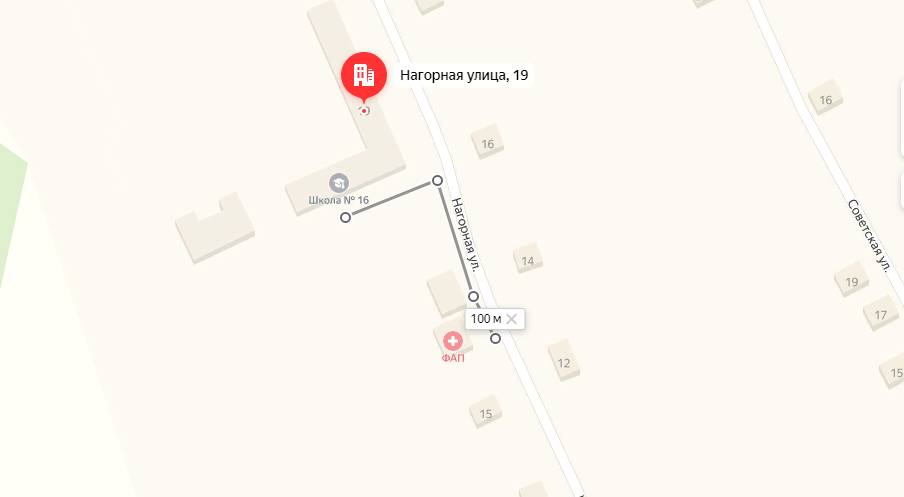 Нагорная улица, 19
16
16
Школа № 16
Нагорная ул.
Советская ул.
14
19
17
100 м
ФАП
12
15
15